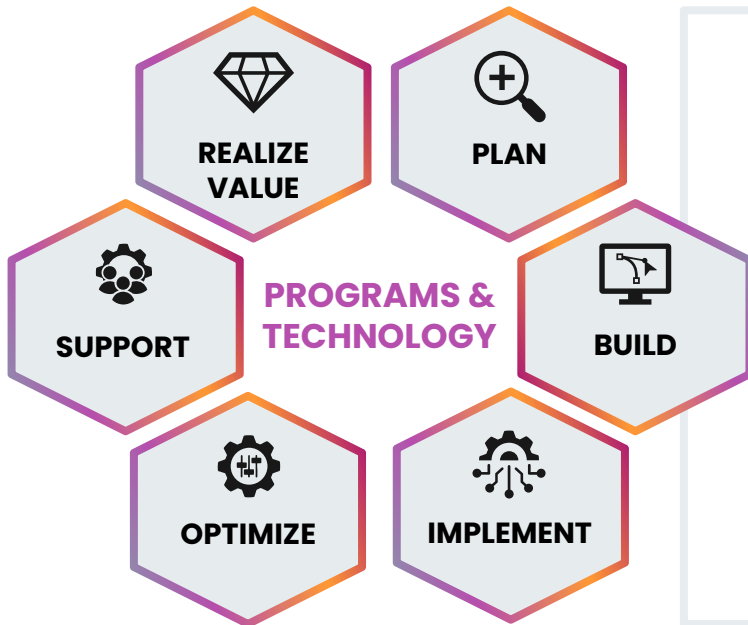 REALIZE
VALUE
PLAN
SUPPORT
PROGRAMS &
TECHNOLOGY
BUILD
OPTIMIZE
IMPLEMENT